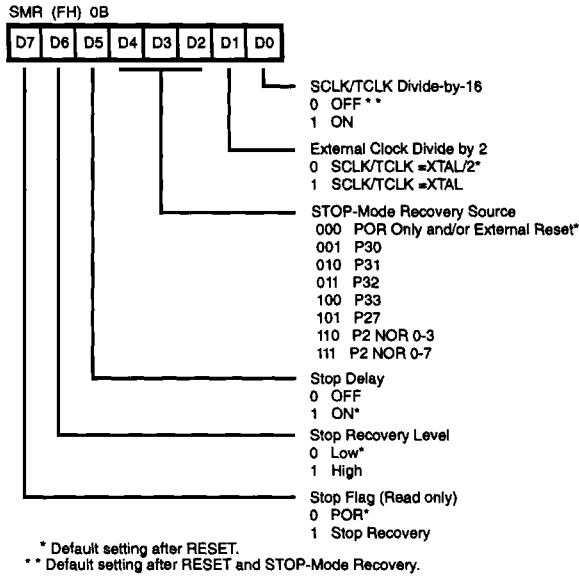 SMR (FH) 0B
D7 D6 D5 D4 D3 D2 D1 D0
SCLK/TCLK Divide-by-16
0 OFF * *
1 ON
External Clock Divide by 2
0 SCLK/TCLK =XTAL/2*
1 SCLK/TCLK =XTAL
STOP-Mode Recovery Source
000 POR Only and/or External Reset*
001 P30
010 P31
011 P32
100 P33
101 P27
110 P2 NOR 0-3
111 P2 NOR 0-7
Stop Delay
0 OFF
1 ON*
Stop Recovery Level
0 Low*
1 High
Stop Flag (Read only)
0 POR*
1 Stop Recovery
* Default setting after RESET.
* * Default setting after RESET and STOP-Mode Recovery.